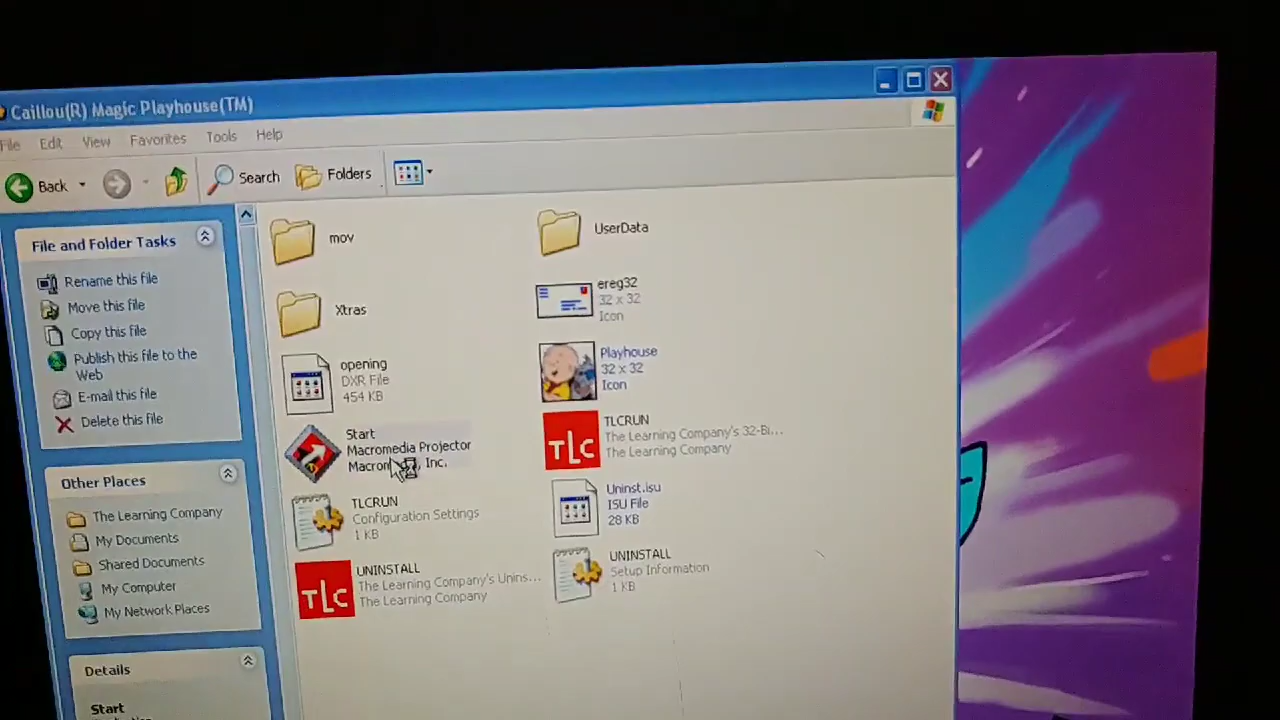 Caillou(R) Magic Playhouse(TM)
File Edit View Favorites Tools Help
Back Search Folders
File and Folder Tasks
Rename this file
Move this file
Copy this file
Publish this file to the
Web
E-mail this file
Delete this file
Other Places
The Learning Company
My Documents
Shared Documents
My Computer
My Network Places
Details
Start
mov
Xtras
opening
DXR File
454 KB
Start
Macromedia Projector
Inc.
TLCRUN
Configuration Settings
1 KB
TLC
UNINSTALL
The Learning Company's Unins...
The Learning Company
UserData
ereg32
32 x 32
Icon
Playhouse
32 x 32
Icon
TLC
TLCRUN
The Learning Company's 32-Bi...
The Learning Company
Uninst.isu
ISU File
28 KB
UNINSTALL
Setup Information
1 KB